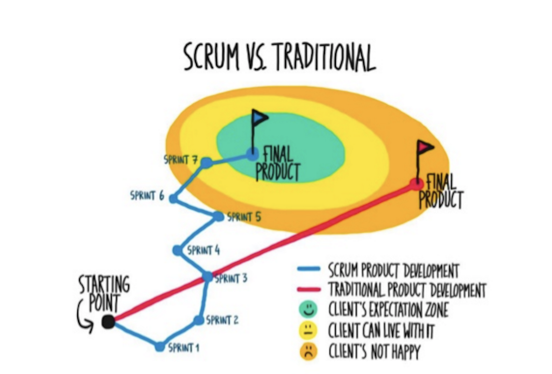 SCRUM VS. TRADITIONAL
SPRINT 7
FINAL
PRODUCT
FINAL
PRODUCT
SPRINT 6
SPRINT 5
SPRINT 4
SPRINT 3
STARTING
POINT
SPRINT 2
SPRINT 1
SCRUM PRODUCT DEVELOPMENT
TRADITIONAL PRODUCT DEVELOPMENT
CLIENT'S EXPECTATION ZONE
CLIENT CAN LIVE WITH IT
CLIENT'S NOT HAPPY